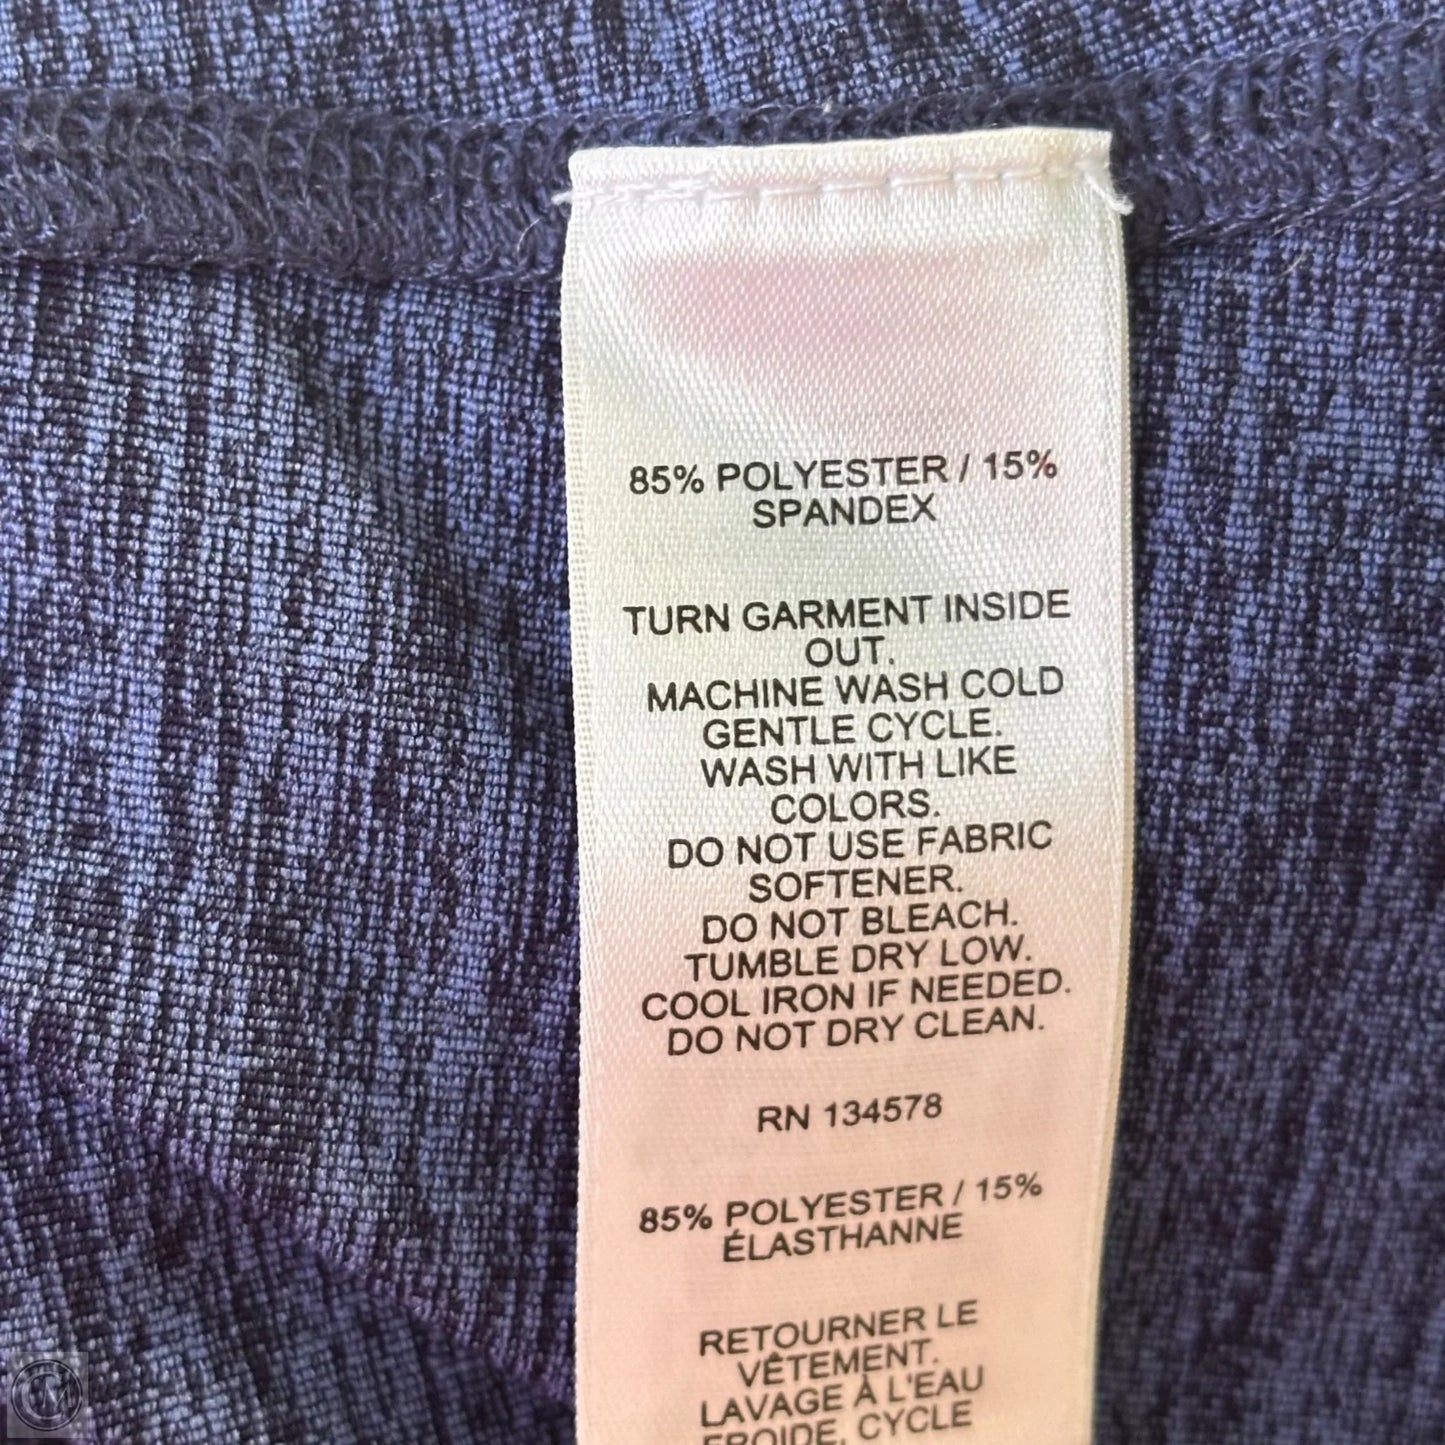 85% POLYESTER / 15%
SPANDEX
TURN GARMENT INSIDE
OUT.
MACHINE WASH COLD
GENTLE CYCLE.
WASH WITH LIKE
COLORS.
DO NOT USE FABRIC
SOFTENER.
DO NOT BLEACH.
TUMBLE DRY LOW.
COOL IRON IF NEEDED.
DO NOT DRY CLEAN.
RN 134578
85% POLYESTER / 15%
ÉLASTHANNE
RETOURNER LE
VÊTEMENT.
LAVAGE À L'EAU
FROIDE, CYCLE